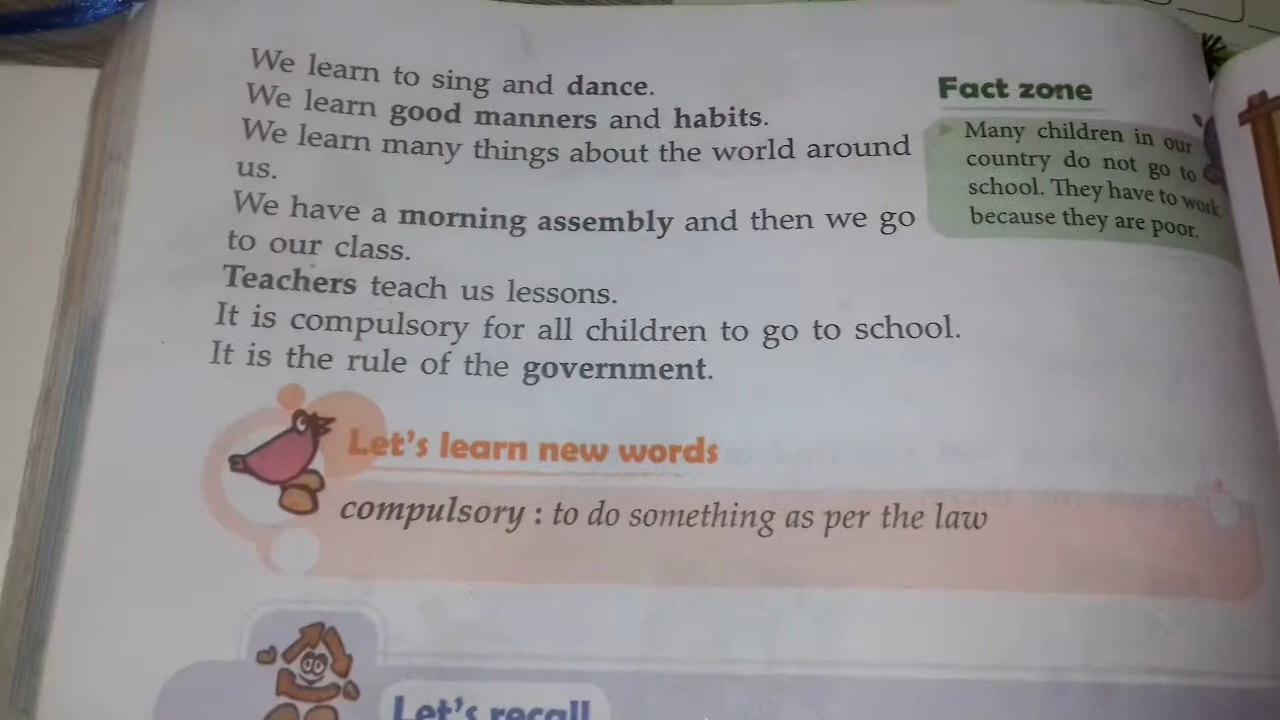 We learn to sing and dance.
We learn good manners and habits.
We learn many things about the world around
us.
We have a morning assembly and then we go
to our class.
Teachers teach us lessons.
It is compulsory for all children to go to school.
It is the rule of the government.
Fact zone
Many children in our
country do not go to
school. They have to work
because they are poor.
Let's learn new words
compulsory : to do something as per the law
Let's recall